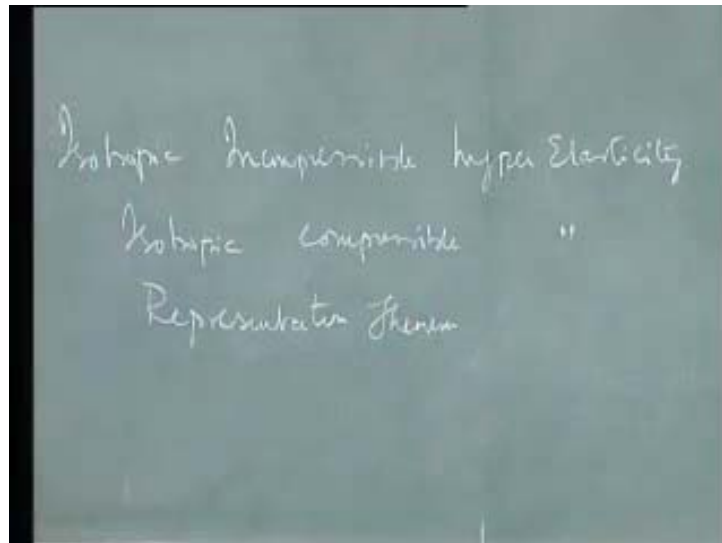 Isotropic Incompressible hyper Elasticity
Isotropic compressible "
Representation Theorem